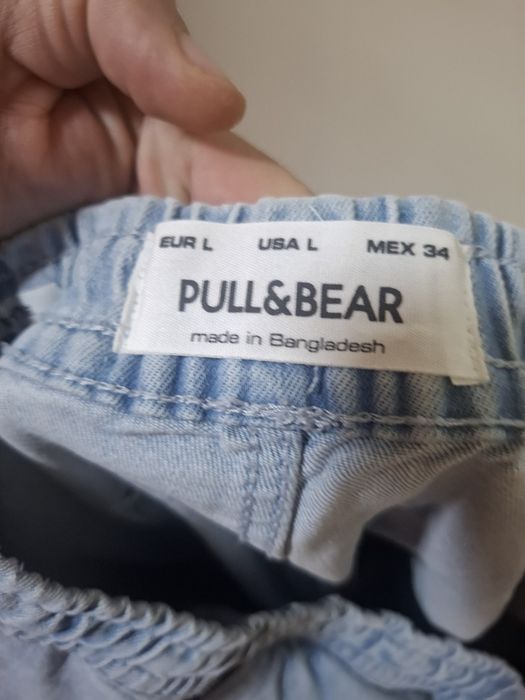 EUR L USA L MEX 34
PULL&BEAR
made in Bangladesh